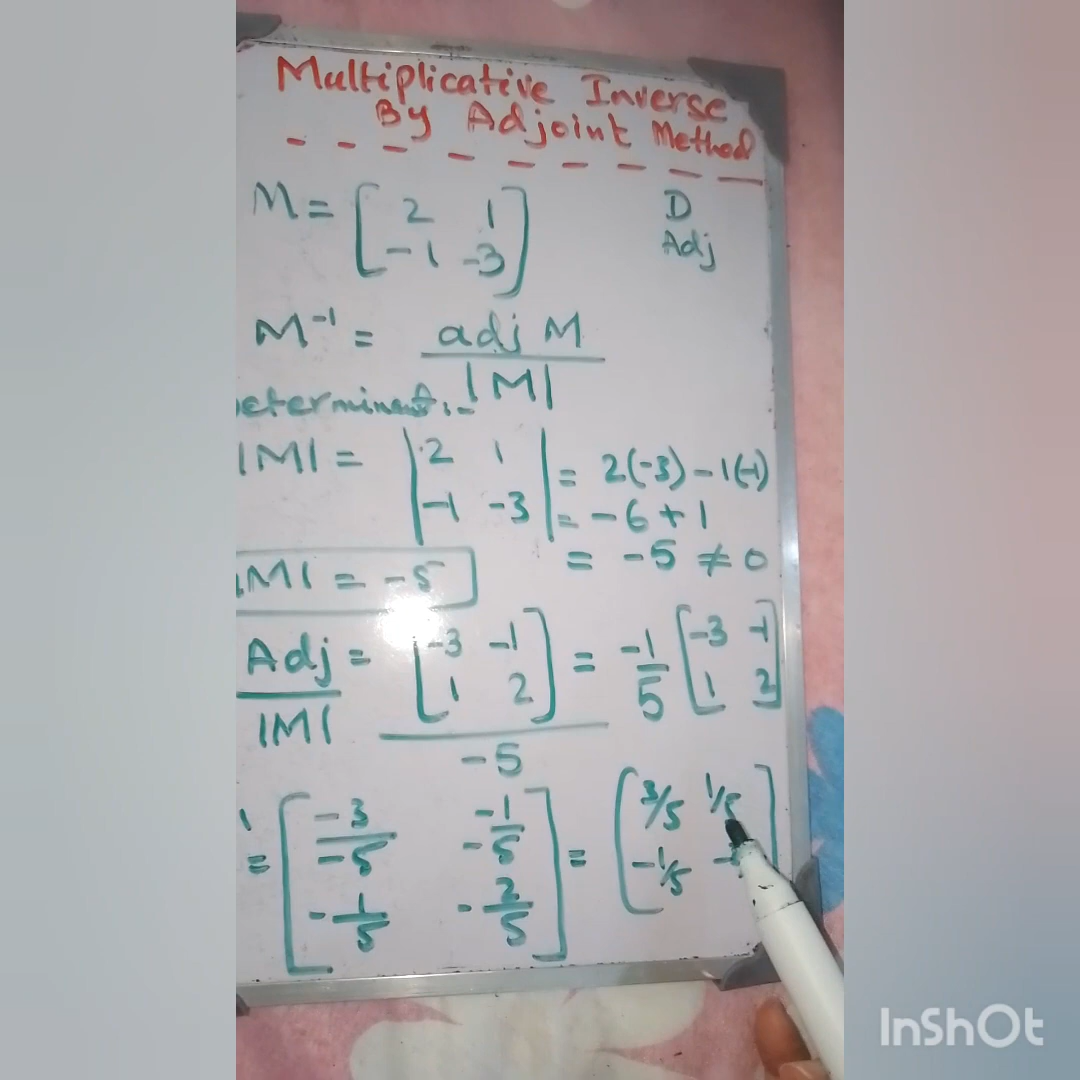 Multiplicative Inverse
By Adjoint Method
M = [ 2 1
-1 -3 ]
D
Adj
M⁻¹ = adj M
|M|
eterminant:-
|M| = | 2 1
-1 -3 | = 2(-3) - 1(-1)
= -6 + 1
= -5 ≠ 0
|M| = -5
Adj = [ -3 -1
1 2 ] = -1/5 [ -3 -1
1 2 ]
|M|
-5
= [ -3/-5 -1/-5
-1/5 -2/5 ] = [ 3/5 1/5
-1/5
InShOt